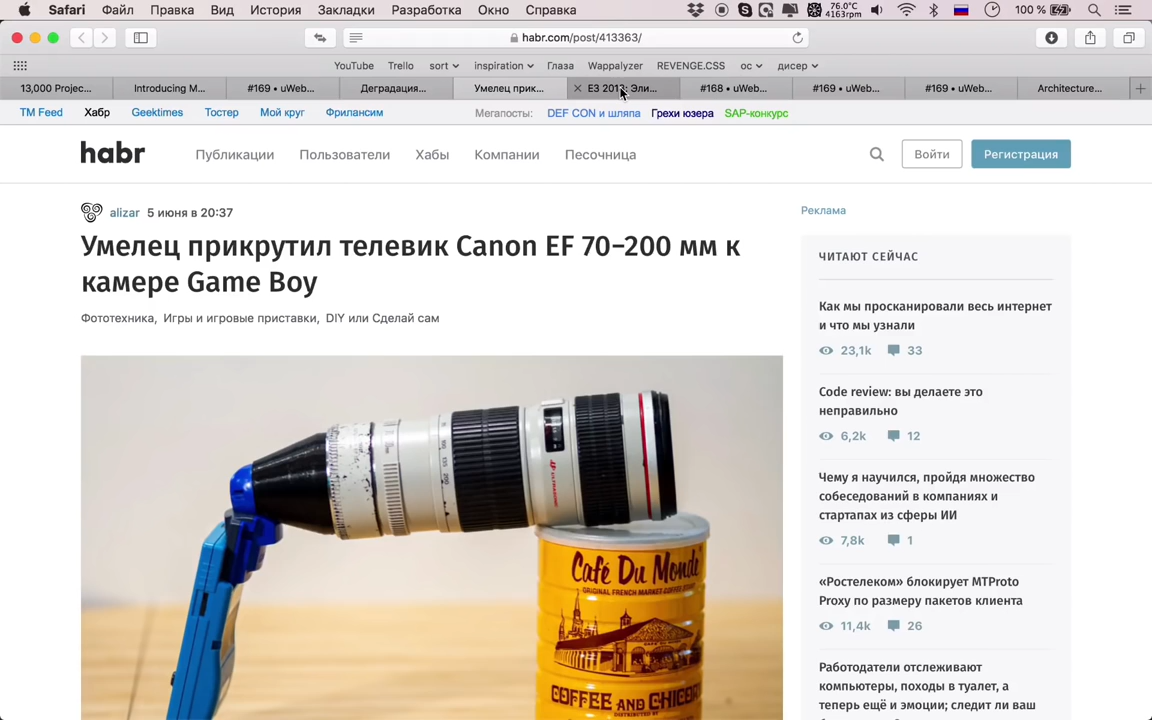 Safari Файл Правка Вид История Закладки Разработка Окно Справка 76.0°C 4163rpm 100 %
habr.com/post/413363/
YouTube Trello sort inspiration Глаза Wappalyzer REVENGE.CSS ос дисер
13,000 Projec... Introducing M... #169 • uWeb... Деградация... Умелец прик... E3 2018: Эли... #168 • uWeb... #169 • uWeb... #169 • uWeb... Architecture...
TM Feed Хабр Geektimes Тостер Мой круг Фрилансим Мегапосты: DEF CON и шляпа Грехи юзера SAP-конкурс
habr Публикации Пользователи Хабы Компании Песочница Войти Регистрация
alizar 5 июня в 20:37
Умелец прикрутил телевик Canon EF 70–200 мм к
камере Game Boy
Фототехника, Игры и игровые приставки, DIY или Сделай сам
Café Du Monde
ORIGINAL FRENCH MARKET COFFEE STAND
COFFEE AND CHICO
DISTRIBUTED BY
Реклама
ЧИТАЮТ СЕЙЧАС
Как мы просканировали весь интернет
и что мы узнали
23,1k 33
Code review: вы делаете это
неправильно
6,2k 12
Чему я научился, пройдя множество
собеседований в компаниях и
стартапах из сферы ИИ
7,8k 1
«Ростелеком» блокирует MTProto
Proxy по размеру пакетов клиента
11,4k 26
Работодатели отслеживают
компьютеры, походы в туалет, а
теперь ещё и эмоции; следит ли ваш